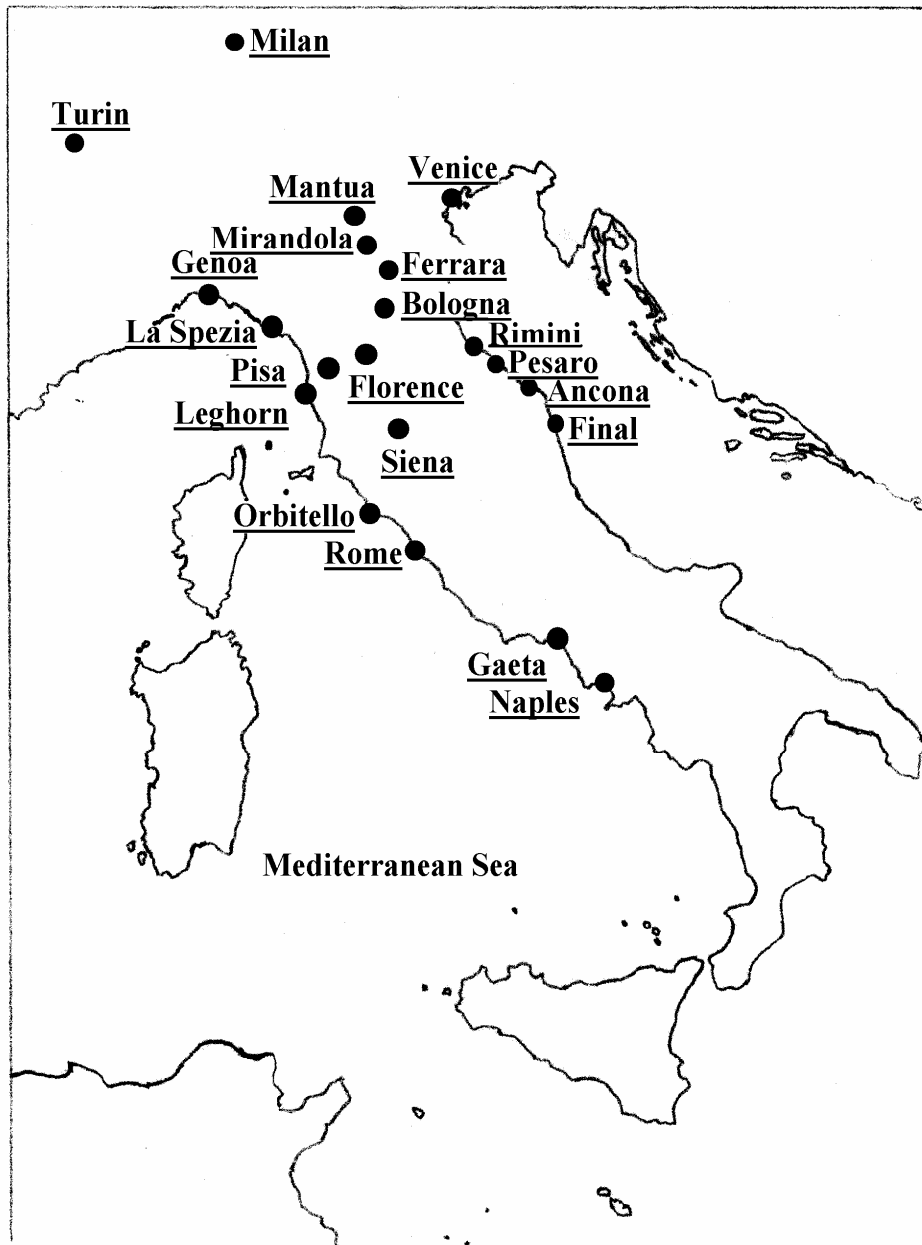 Milan
Turin
Venice
Mantua
Mirandola
Genoa
Ferrara
Bologna
La Spezia
Rimini
Pisa
Pesaro
Florence
Ancona
Leghorn
Final
Siena
Orbitello
Rome
Gaeta
Naples
Mediterranean Sea